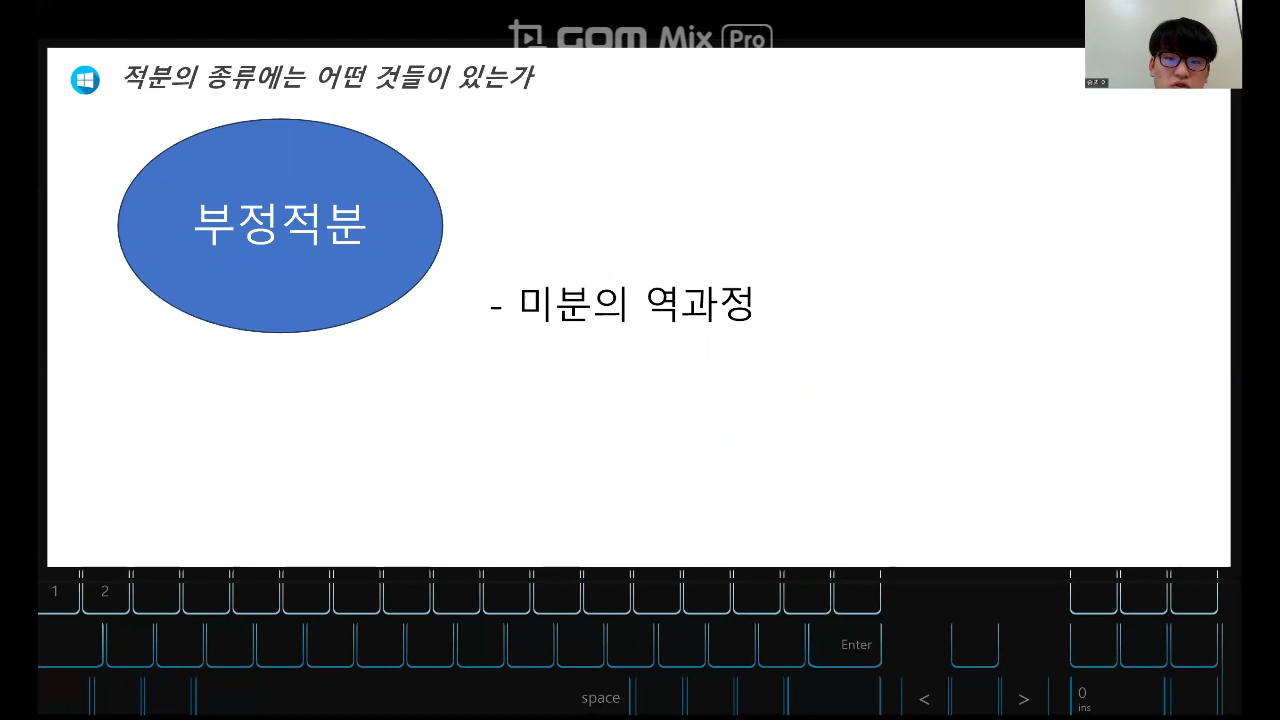 GOM Mix Pro
적분의 종류에는 어떤 것들이 있는가
부정적분
- 미분의 역과정
1 2
Enter
space < > 0
ins